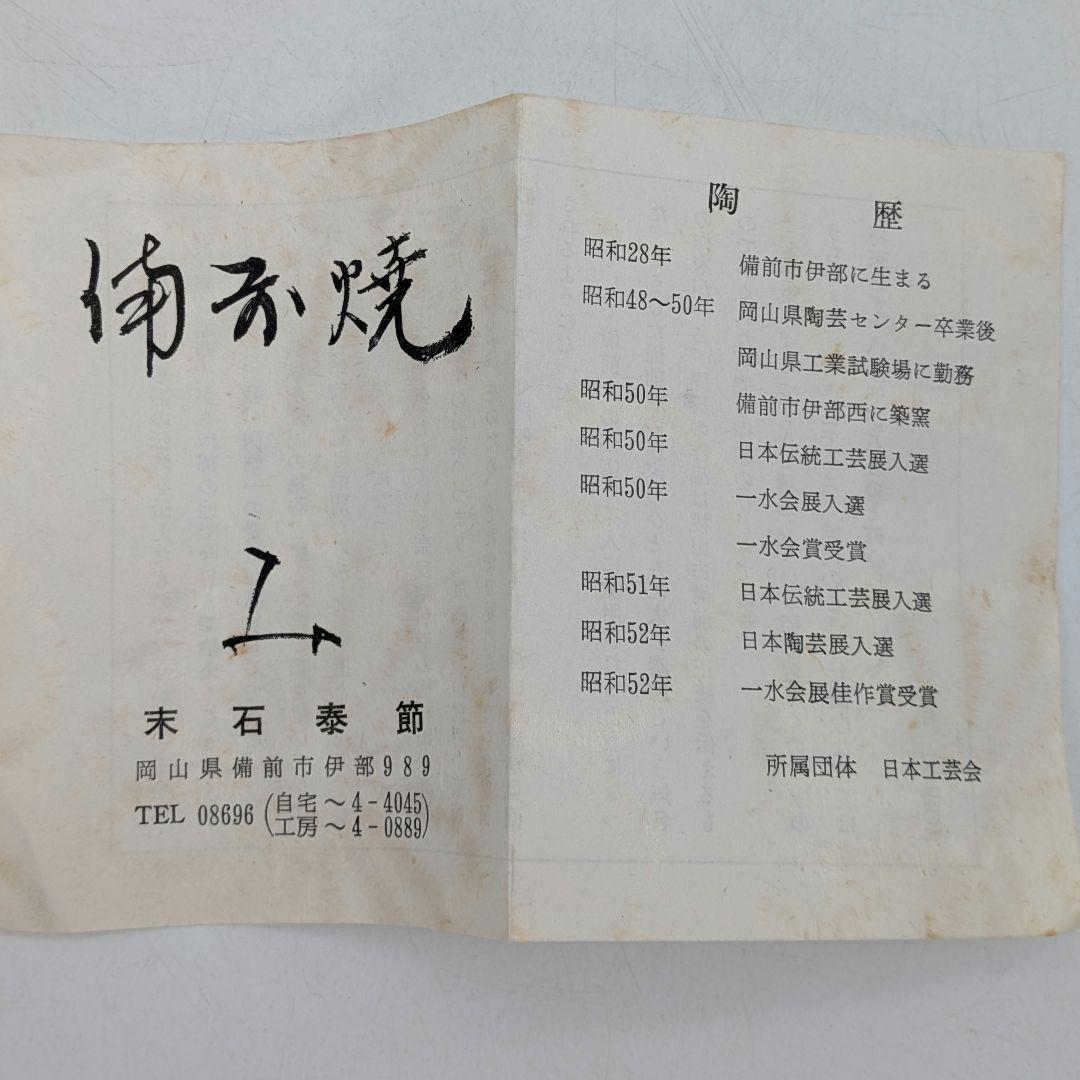 備前焼
末石泰節
岡山県備前市伊部989
TEL 08696 (自宅〜4-4045
工房〜4-0889)
陶歴
昭和28年 備前市伊部に生まる
昭和48〜50年 岡山県陶芸センター卒業後
岡山県工業試験場に勤務
昭和50年 備前市伊部西に築窯
昭和50年 日本伝統工芸展入選
昭和50年 一水会展入選
一水会賞受賞
昭和51年 日本伝統工芸展入選
昭和52年 日本陶芸展入選
昭和52年 一水会展佳作賞受賞
所属団体 日本工芸会